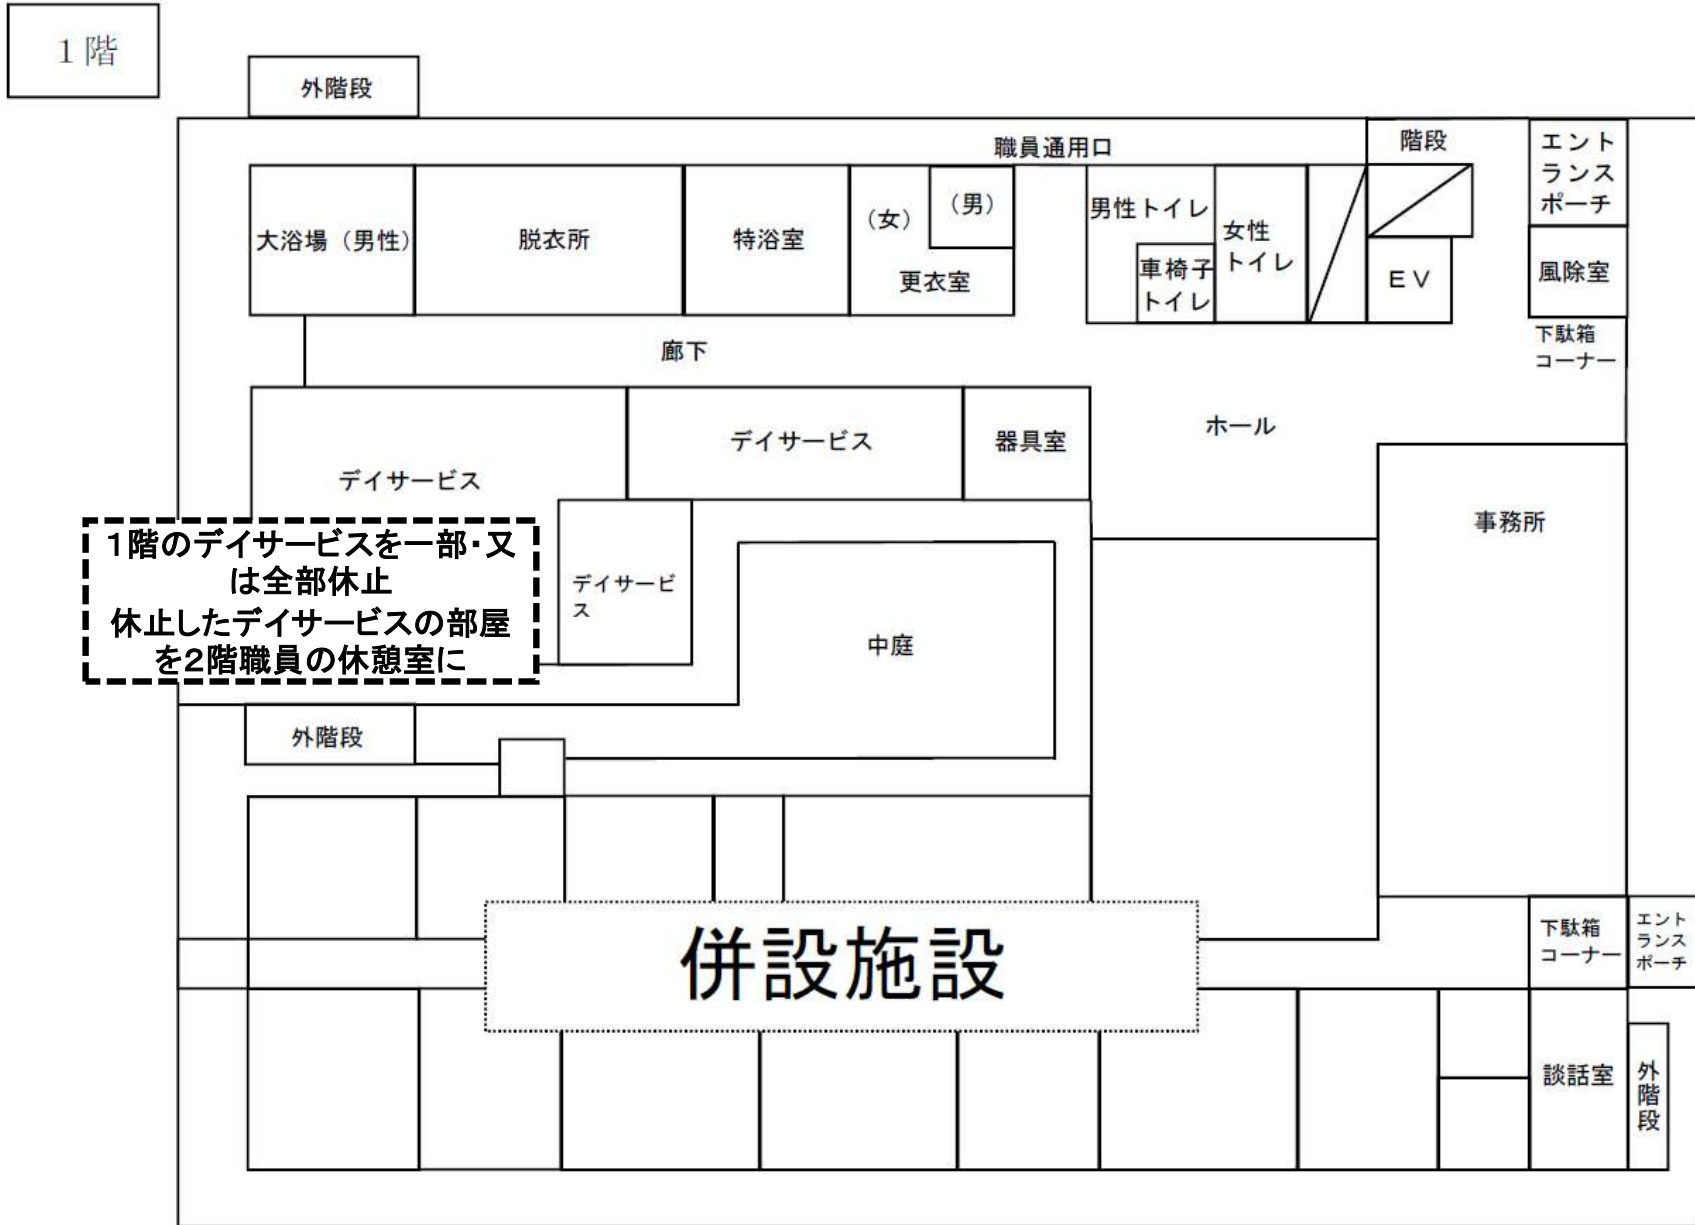 1階
外階段
職員通用口
階段
エント
ランス
ポーチ
大浴場（男性）
脱衣所
特浴室
（女）
（男）
更衣室
男性トイレ
車椅子
トイレ
女性
トイレ
ＥＶ
風除室
下駄箱
コーナー
廊下
デイサービス
デイサービス
器具室
ホール
事務所
1階のデイサービスを一部・又
は全部休止
休止したデイサービスの部屋
を2階職員の休憩室に
デイサービ
ス
中庭
外階段
併設施設
下駄箱
コーナー
エント
ランス
ポーチ
談話室
外
階
段